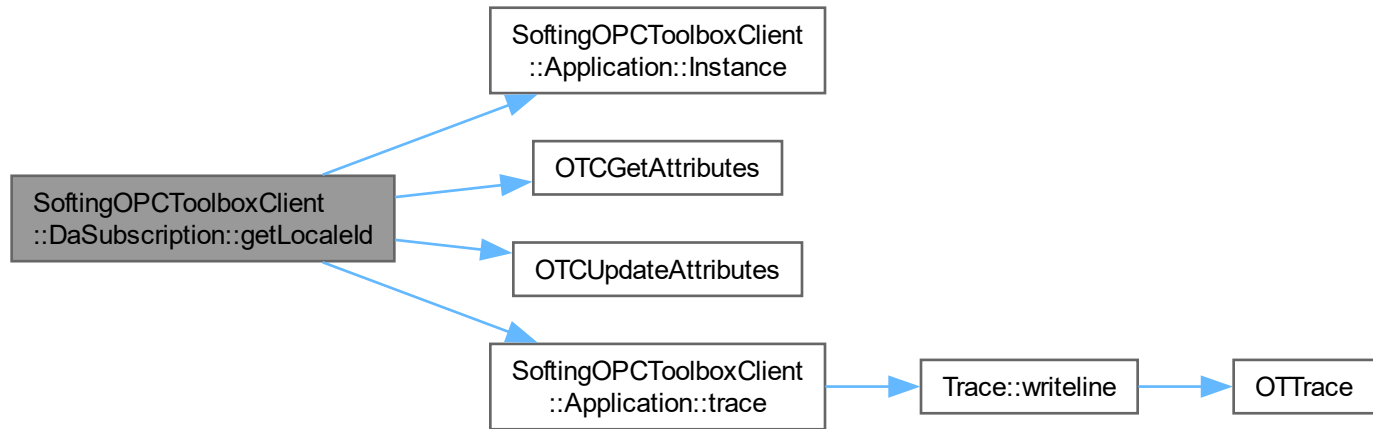 SoftingOPCToolboxClient
::DaSubscription::getLocaleId
SoftingOPCToolboxClient
::Application::Instance
OTCGetAttributes
OTCUpdateAttributes
SoftingOPCToolboxClient
::Application::trace
Trace::writeline
OTTrace